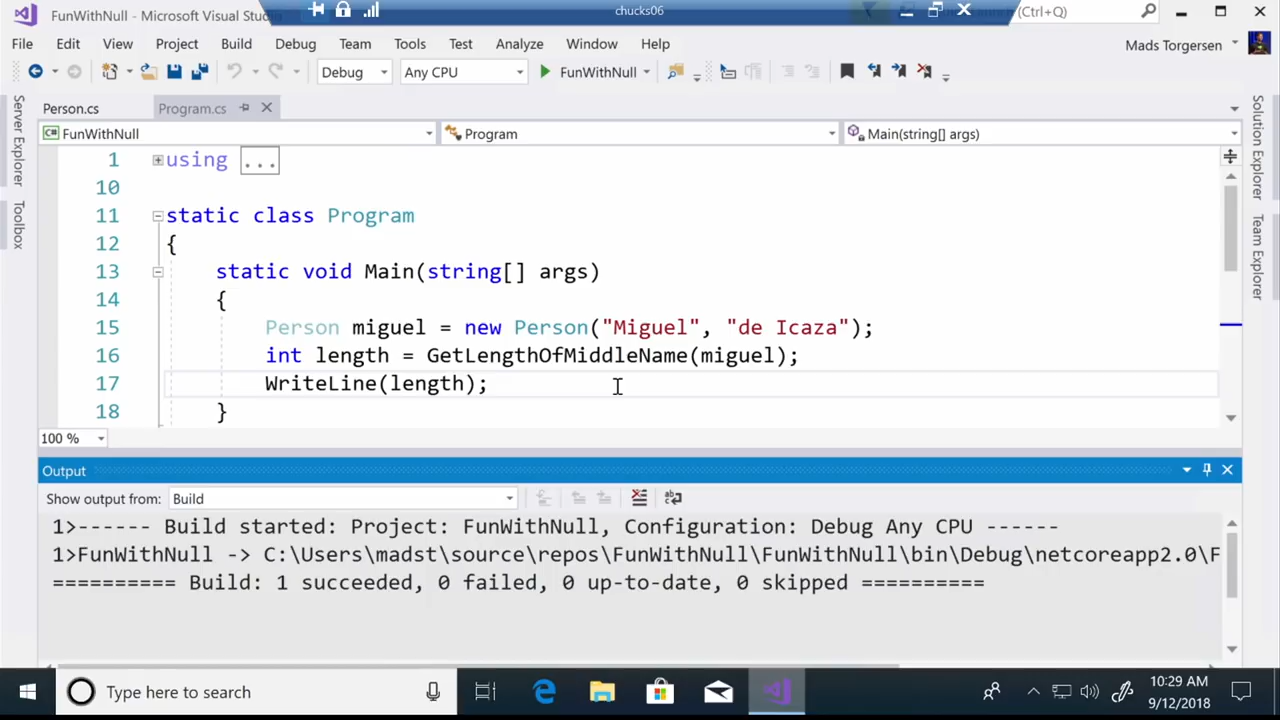 FunWithNull - Microsoft Visual Stu
chucks06
(Ctrl+Q)
File Edit View Project Build Debug Team Tools Test Analyze Window Help
Mads Torgersen
Debug Any CPU FunWithNull
Person.cs Program.cs
FunWithNull Program Main(string[] args)
Server Explorer
Toolbox
Solution Explorer
Team Explorer
1 using ...
10
11 static class Program
12 {
13 static void Main(string[] args)
14 {
15 Person miguel = new Person("Miguel", "de Icaza");
16 int length = GetLengthOfMiddleName(miguel);
17 WriteLine(length);
18 }
100 %
Output
Show output from: Build
1>------ Build started: Project: FunWithNull, Configuration: Debug Any CPU ------
1>FunWithNull -> C:\Users\madst\source\repos\FunWithNull\FunWithNull\bin\Debug\netcoreapp2.0\F
========== Build: 1 succeeded, 0 failed, 0 up-to-date, 0 skipped ==========
Type here to search
10:29 AM
9/12/2018